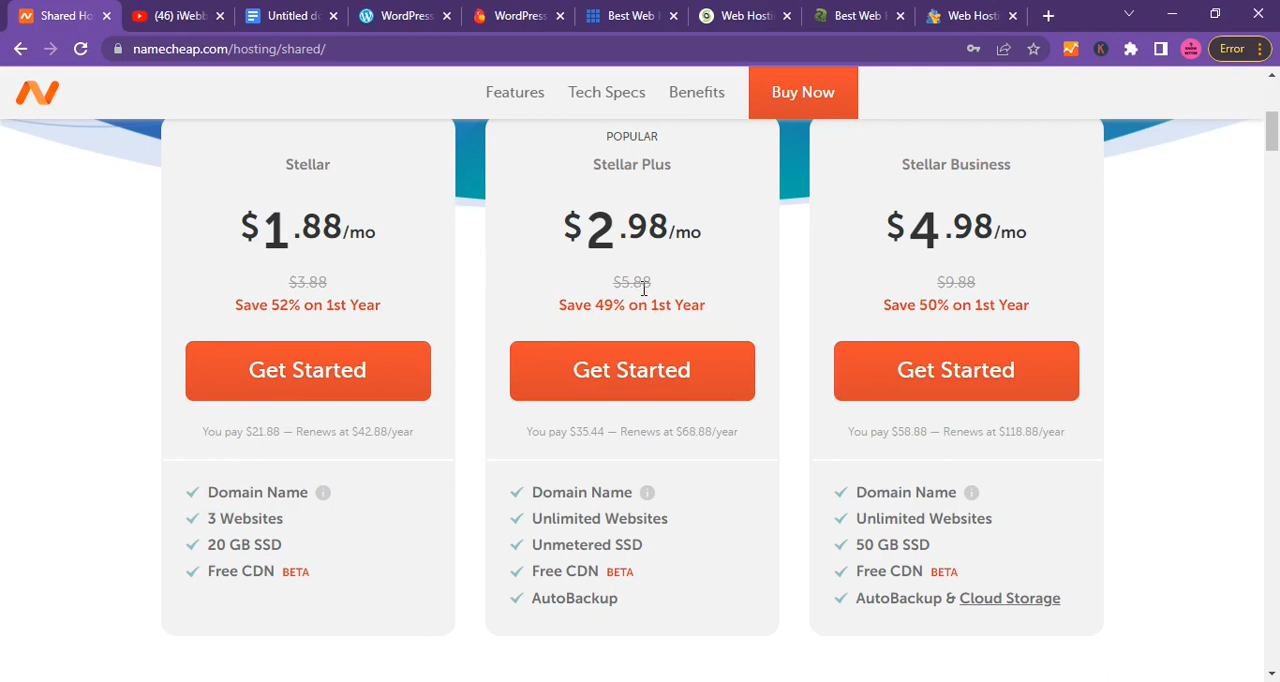 Shared Ho
(46) iWebb
Untitled d
WordPress
WordPress
Best Web
Web Hosti
Best Web
Web Hosti
namecheap.com/hosting/shared/
K
Error
Features
Tech Specs
Benefits
Buy Now
Stellar
$1.88/mo
$3.88
Save 52% on 1st Year
Get Started
You pay $21.88 — Renews at $42.88/year
Domain Name
3 Websites
20 GB SSD
Free CDN BETA
POPULAR
Stellar Plus
$2.98/mo
$5.88
Save 49% on 1st Year
Get Started
You pay $35.44 — Renews at $68.88/year
Domain Name
Unlimited Websites
Unmetered SSD
Free CDN BETA
AutoBackup
Stellar Business
$4.98/mo
$9.88
Save 50% on 1st Year
Get Started
You pay $58.88 — Renews at $118.88/year
Domain Name
Unlimited Websites
50 GB SSD
Free CDN BETA
AutoBackup & Cloud Storage